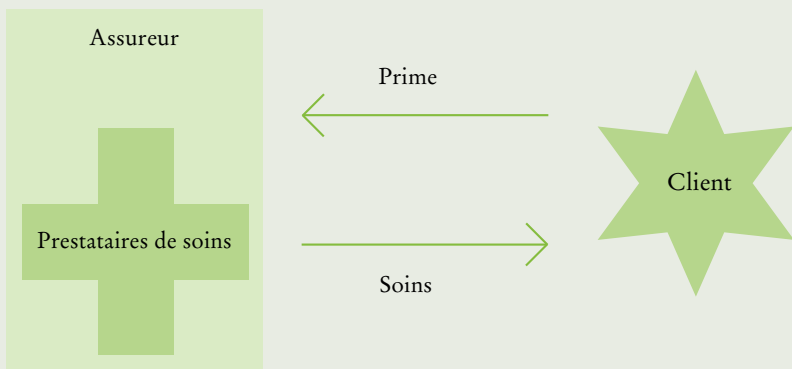 Assureur
Prime
Client
Prestataires de soins
Soins